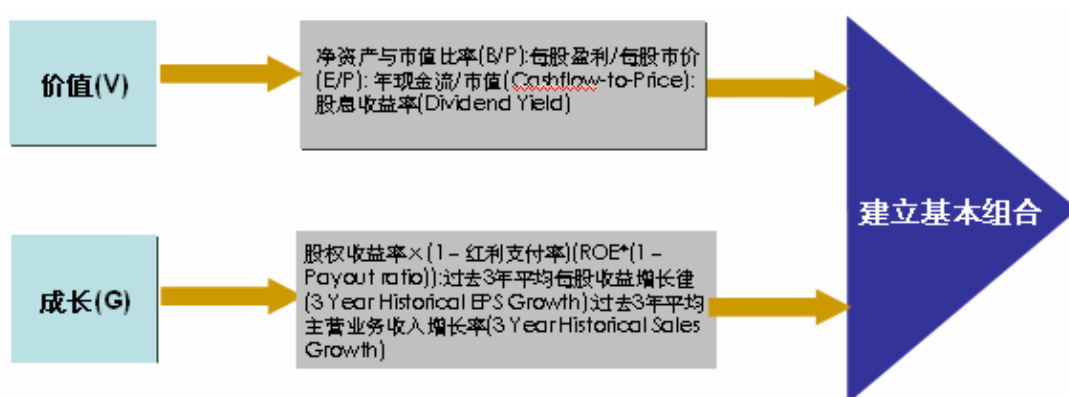 价值(V)
净资产与市值比率(B/P):每股盈利/每股市价
(E/P): 年现金流/市值(Cashflow-to-Price):
股息收益率(Dividend Yield)
建立基本组合
成长(G)
股权收益率×(1 – 红利支付率)(ROE*(1 –
Payout ratio)):过去3年平均每股收益增长律
(3 Year Historical EPS Growth):过去3年平均
主营业务收入增长率(3 Year Historical Sales
Growth)